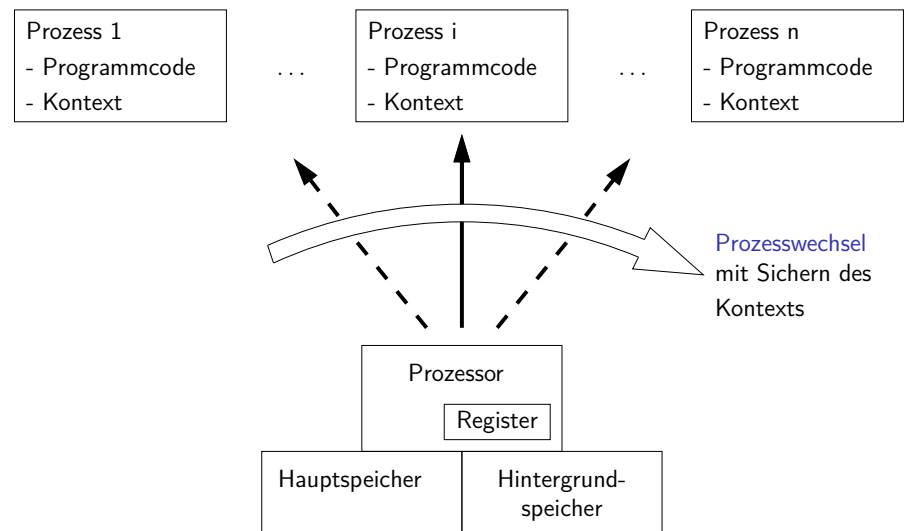 Prozess 1
- Programmcode
- Kontext
. . .
Prozess i
- Programmcode
- Kontext
. . .
Prozess n
- Programmcode
- Kontext
Prozesswechsel
mit Sichern des
Kontexts
Prozessor
Register
Hauptspeicher
Hintergrund-
speicher